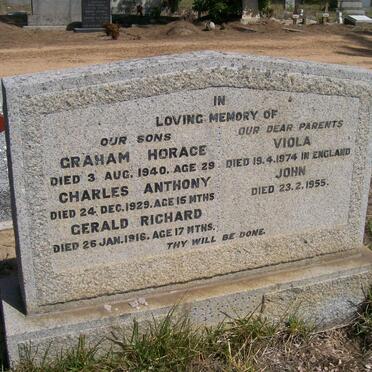 IN
LOVING MEMORY OF
OUR SONS
GRAHAM HORACE
DIED 3 AUG. 1940. AGE 29
CHARLES ANTHONY
DIED 24. DEC. 1929. AGE 15 MTHS
GERALD RICHARD
DIED 26 JAN. 1916. AGE 17 MTHS.
OUR DEAR PARENTS
VIOLA
DIED 19.4.1974 IN ENGLAND
JOHN
DIED 23.2.1955.
THY WILL BE DONE.